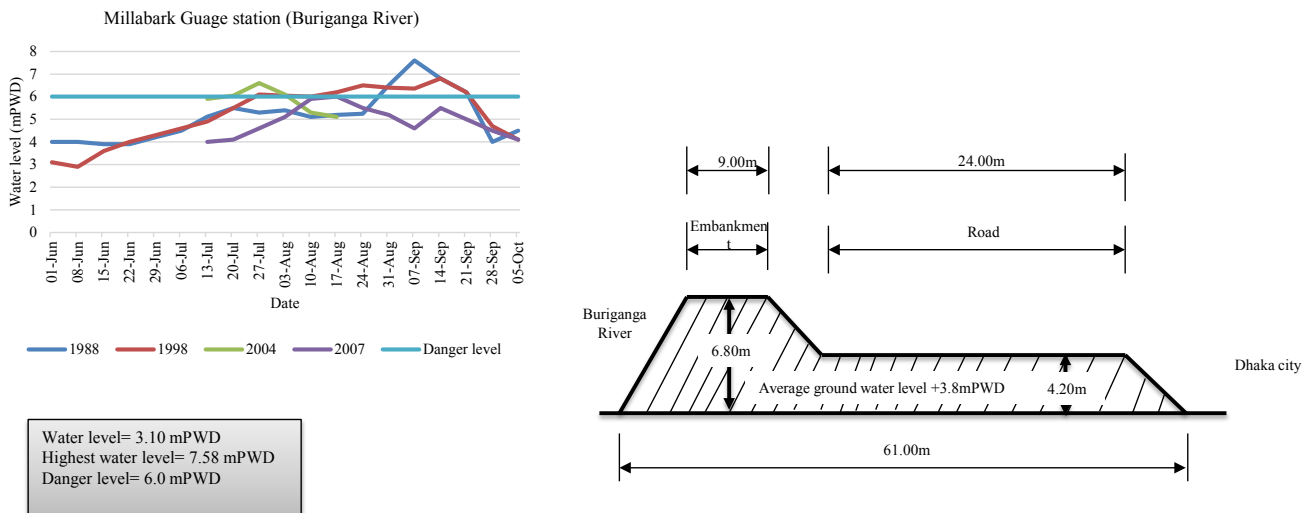 Millabark Guage station (Buriganga River)
8
7
6
5
4
3
2
1
0
Water level (mPWD)
01-Jun
08-Jun
15-Jun
22-Jun
29-Jun
06-Jul
13-Jul
20-Jul
27-Jul
03-Aug
10-Aug
17-Aug
24-Aug
31-Aug
07-Sep
14-Sep
21-Sep
28-Sep
05-Oct
Date
1988 1998 2004 2007 Danger level
Water level= 3.10 mPWD
Highest water level= 7.58 mPWD
Danger level= 6.0 mPWD
9.00m
24.00m
Embankmen
t
Road
Buriganga
River
6.80m
Average ground water level +3.8mPWD
4.20m
Dhaka city
61.00m